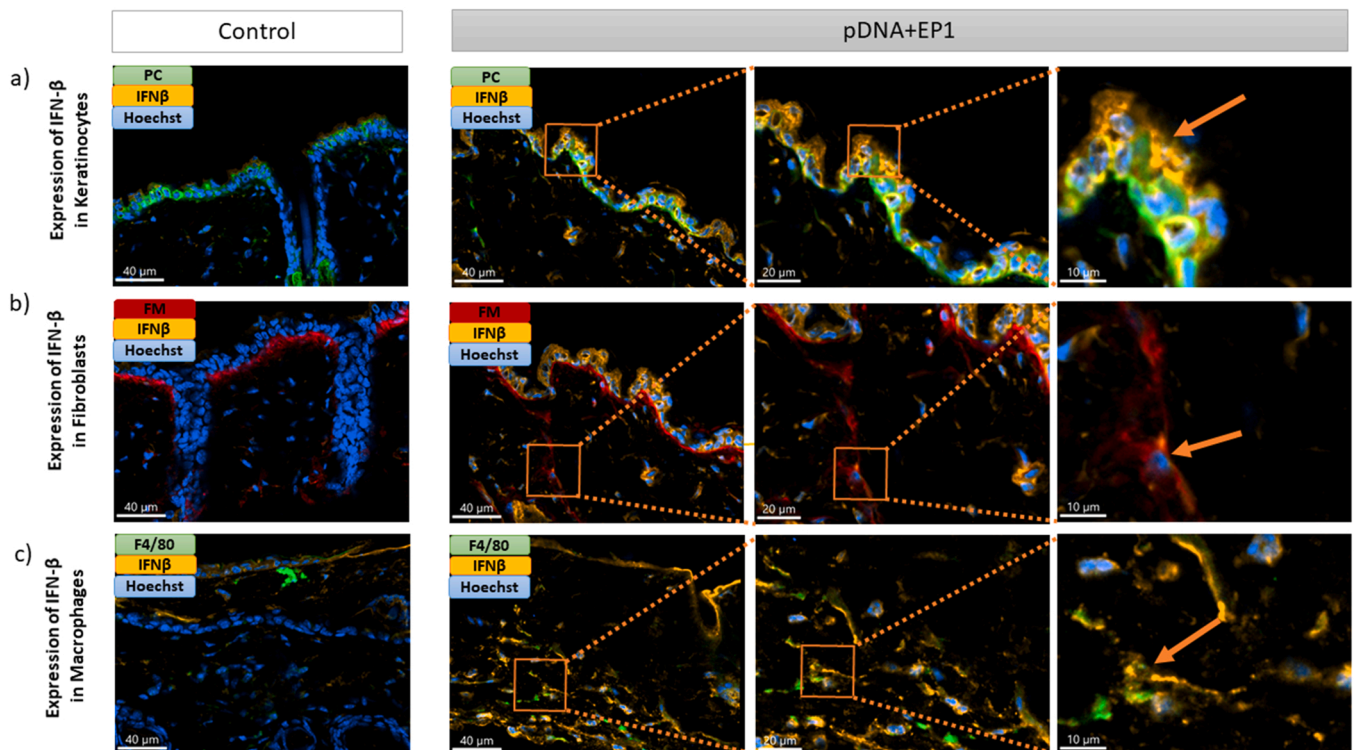 Control
pDNA+EP1
a)
Expression of IFN-β
in Keratinocytes
PC
IFNβ
Hoechst
40 µm
PC
IFNβ
Hoechst
40 µm
20 µm
10 µm
b)
Expression of IFN-β
in Fibroblasts
FM
IFNβ
Hoechst
40 µm
FM
IFNβ
Hoechst
40 µm
20 µm
10 µm
c)
Expression of IFN-β
in Macrophages
F4/80
IFNβ
Hoechst
40 µm
F4/80
IFNβ
Hoechst
40 µm
20 µm
10 µm